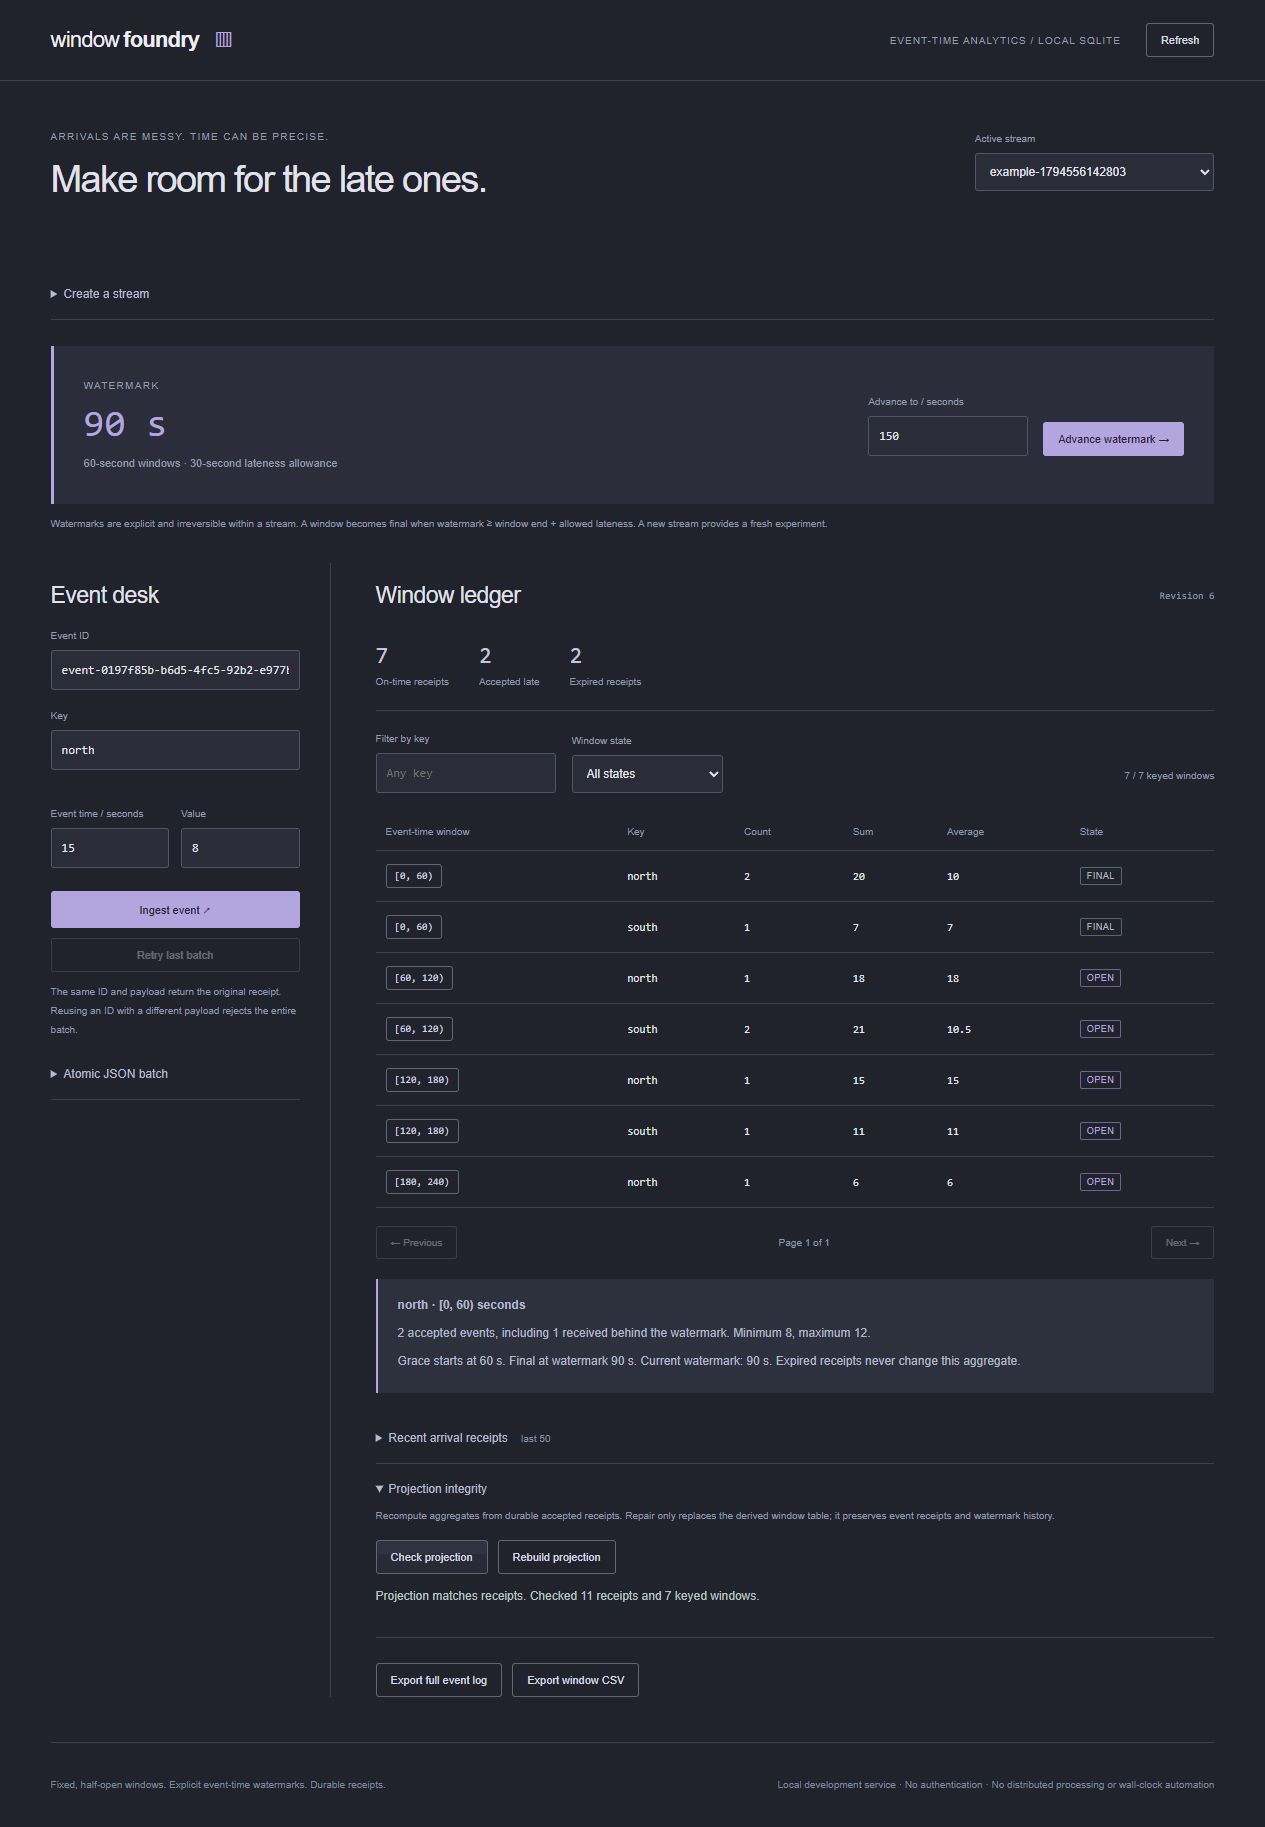 window foundry
EVENT-TIME ANALYTICS / LOCAL SQLITE
Refresh
ARRIVALS ARE MESSY. TIME CAN BE PRECISE.
Make room for the late ones.
Active stream
example-1794556142803
▶ Create a stream
WATERMARK
90 s
60-second windows · 30-second lateness allowance
Advance to / seconds
150
Advance watermark →
Watermarks are explicit and irreversible within a stream. A window becomes final when watermark ≥ window end + allowed lateness. A new stream provides a fresh experiment.
Event desk
Event ID
event-0197f85b-b6d5-4fc5-92b2-e977
Key
north
Event time / seconds
Value
15
8
Ingest event ↗
Retry last batch
The same ID and payload return the original receipt.
Reusing an ID with a different payload rejects the entire
batch.
▶ Atomic JSON batch
Window ledger
Revision 6
7
2
2
On-time receipts
Accepted late
Expired receipts
Filter by key
Window state
Any key
All states
7 / 7 keyed windows
Event-time window Key Count Sum Average State
[0, 60) north 2 20 10 FINAL
[0, 60) south 1 7 7 FINAL
[60, 120) north 1 18 18 OPEN
[60, 120) south 2 21 10.5 OPEN
[120, 180) north 1 15 15 OPEN
[120, 180) south 1 11 11 OPEN
[180, 240) north 1 6 6 OPEN
← Previous
Page 1 of 1
Next →
north · [0, 60) seconds
2 accepted events, including 1 received behind the watermark. Minimum 8, maximum 12.
Grace starts at 60 s. Final at watermark 90 s. Current watermark: 90 s. Expired receipts never change this aggregate.
▶ Recent arrival receipts last 50
▼ Projection integrity
Recompute aggregates from durable accepted receipts. Repair only replaces the derived window table; it preserves event receipts and watermark history.
Check projection
Rebuild projection
Projection matches receipts. Checked 11 receipts and 7 keyed windows.
Export full event log
Export window CSV
Fixed, half-open windows. Explicit event-time watermarks. Durable receipts.
Local development service · No authentication · No distributed processing or wall-clock automation